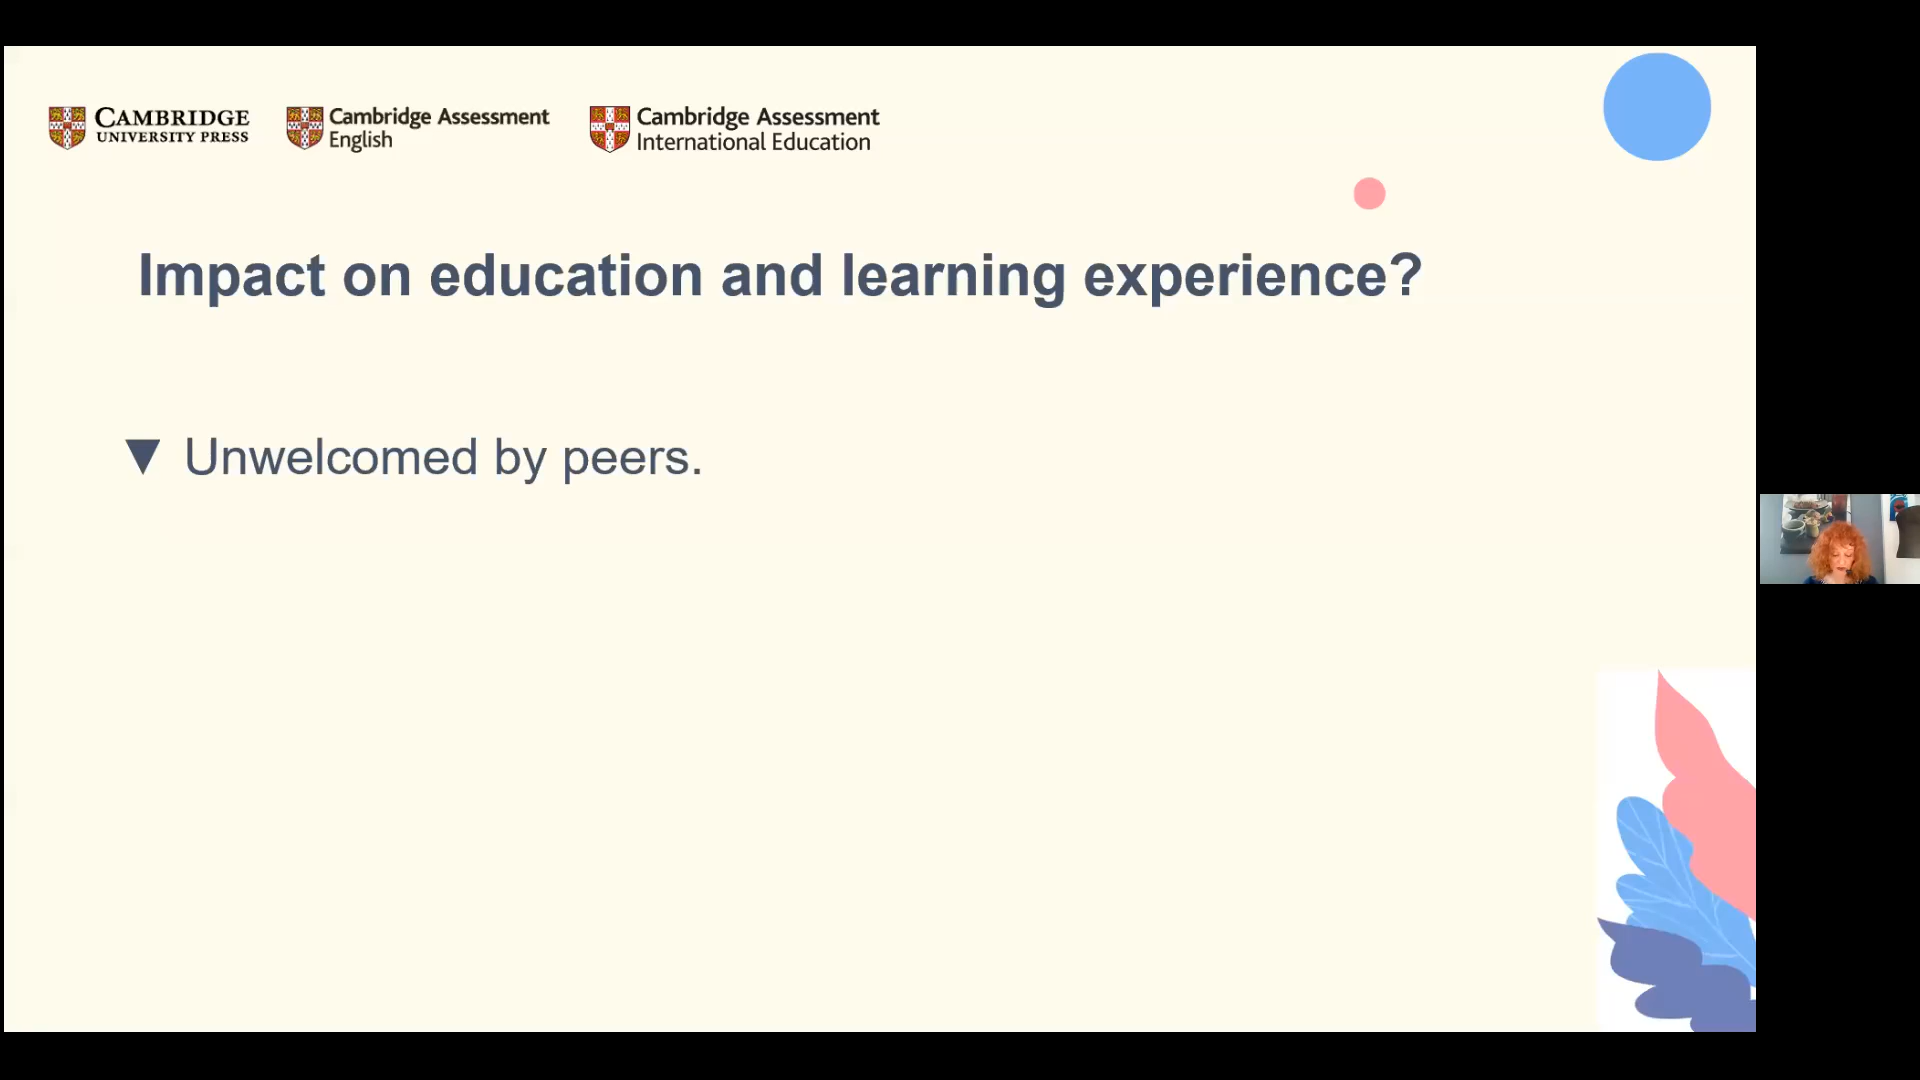 CAMBRIDGE
UNIVERSITY PRESS
Cambridge Assessment
English
Cambridge Assessment
International Education
Impact on education and learning experience?
▼ Unwelcomed by peers.